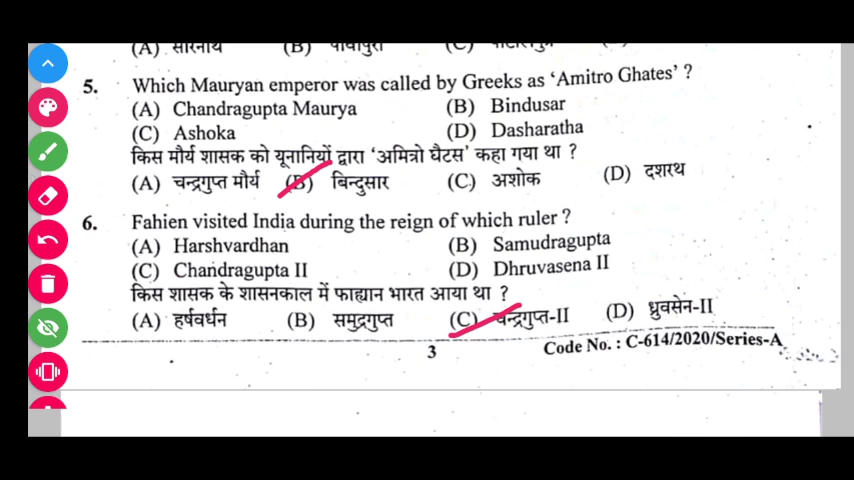 (A) सारनाथ (B) पावापुरी (C)
5. Which Mauryan emperor was called by Greeks as ‘Amitro Ghates’ ?
(A) Chandragupta Maurya (B) Bindusar
(C) Ashoka (D) Dasharatha
किस मौर्य शासक को यूनानियों द्वारा ‘अमित्रो घैटस’ कहा गया था ?
(A) चन्द्रगुप्त मौर्य (B) बिन्दुसार (C) अशोक (D) दशरथ
6. Fahien visited India during the reign of which ruler ?
(A) Harshvardhan (B) Samudragupta
(C) Chandragupta II (D) Dhruvasena II
किस शासक के शासनकाल में फाह्यान भारत आया था ?
(A) हर्षवर्धन (B) समुद्रगुप्त (C) चन्द्रगुप्त-II (D) ध्रुवसेन-II
3 Code No. : C-614/2020/Series-A